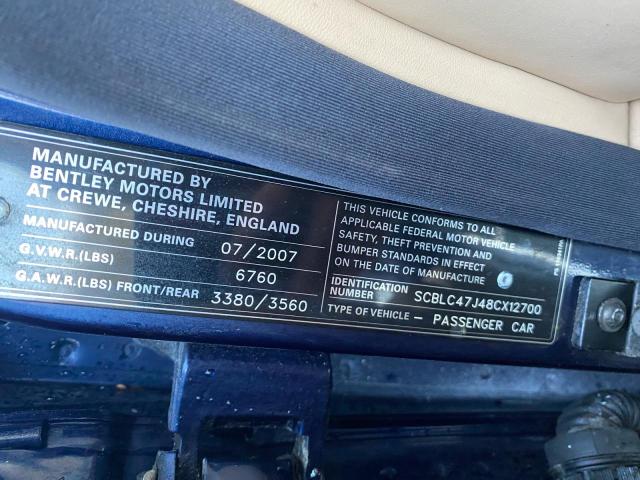 MANUFACTURED BY
BENTLEY MOTORS LIMITED
AT CREWE, CHESHIRE, ENGLAND
MANUFACTURED DURING 07/2007
G.V.W.R.(LBS) 6760
G.A.W.R.(LBS) FRONT/REAR 3380/3560
THIS VEHICLE CONFORMS TO ALL
APPLICABLE FEDERAL MOTOR VEHICLE
SAFETY, THEFT PREVENTION AND
BUMPER STANDARDS IN EFFECT
ON THE DATE OF MANUFACTURE
IDENTIFICATION
NUMBER SCBLC47J48CX12700
TYPE OF VEHICLE – PASSENGER CAR